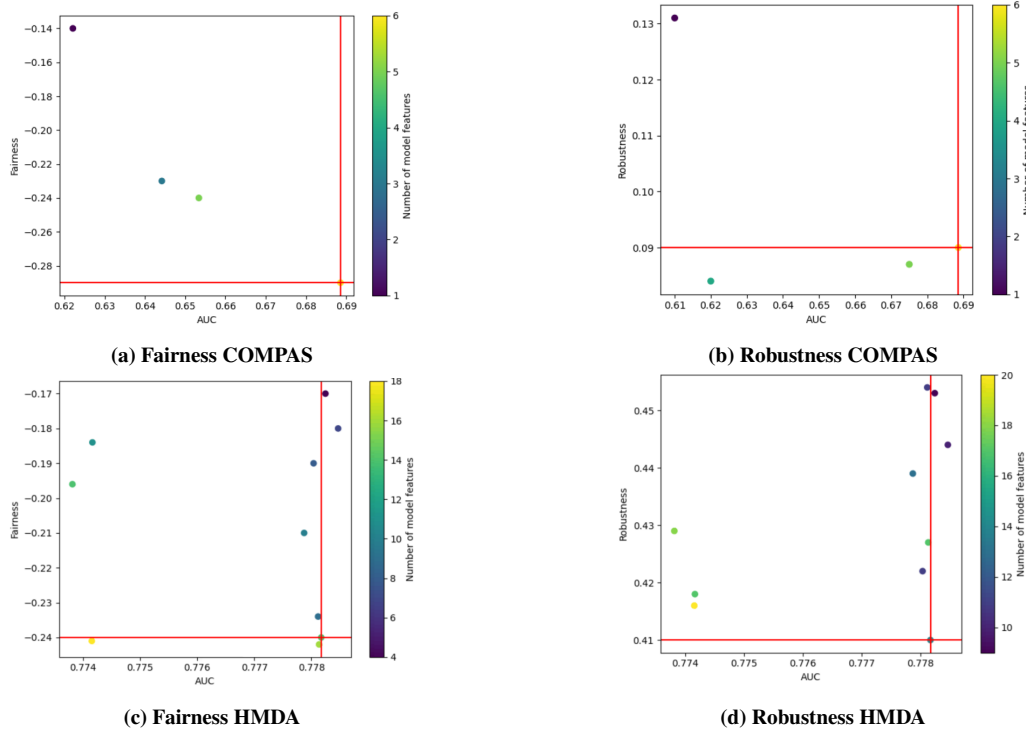 −0.14
−0.16
−0.18
−0.20
−0.22
−0.24
−0.26
−0.28
Fairness
0.62 0.63 0.64 0.65 0.66 0.67 0.68 0.69
AUC
6
5
4
3
2
1
Number of model features
(a) Fairness COMPAS
0.13
0.12
0.11
0.10
0.09
Robustness
0.61 0.62 0.63 0.64 0.65 0.66 0.67 0.68 0.69
AUC
6
5
4
3
2
1
Number of model features
(b) Robustness COMPAS
−0.17
−0.18
−0.19
−0.20
−0.21
−0.22
−0.23
−0.24
Fairness
0.774 0.775 0.776 0.777 0.778
AUC
18
16
14
12
10
8
6
4
Number of model features
(c) Fairness HMDA
0.45
0.44
0.43
0.42
0.41
Robustness
0.774 0.775 0.776 0.777 0.778
AUC
20
18
16
14
12
10
Number of model features
(d) Robustness HMDA